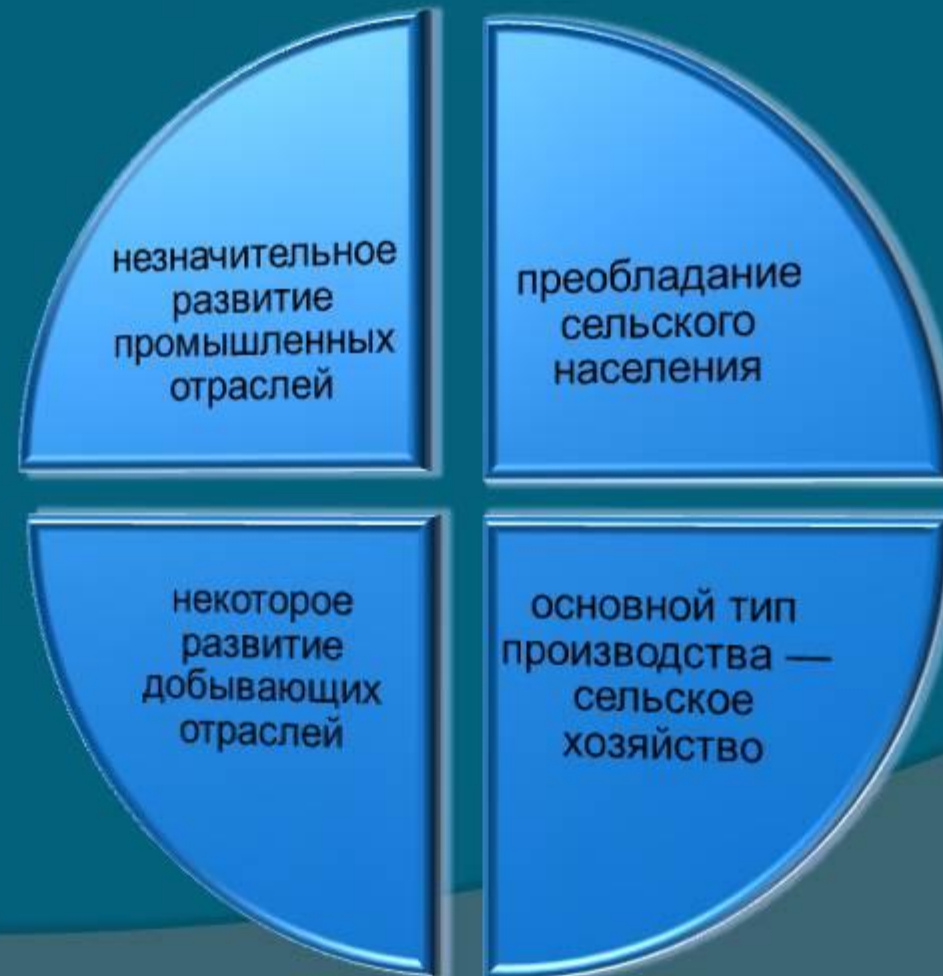 незначительное
развитие
промышленных
отраслей
преобладание
сельского
населения
некоторое
развитие
добывающих
отраслей
основной тип
производства —
сельское
хозяйство